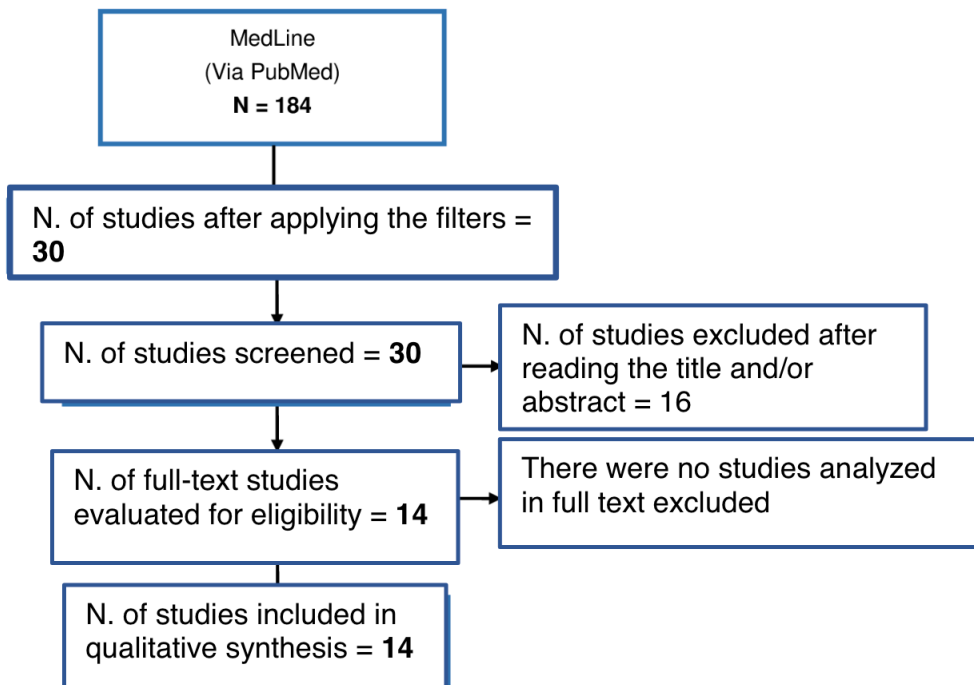 MedLine
(Via PubMed)
N = 184
N. of studies after applying the filters =
30
N. of studies screened = 30
N. of studies excluded after
reading the title and/or
abstract = 16
N. of full-text studies
evaluated for eligibility = 14
There were no studies analyzed
in full text excluded
N. of studies included in
qualitative synthesis = 14